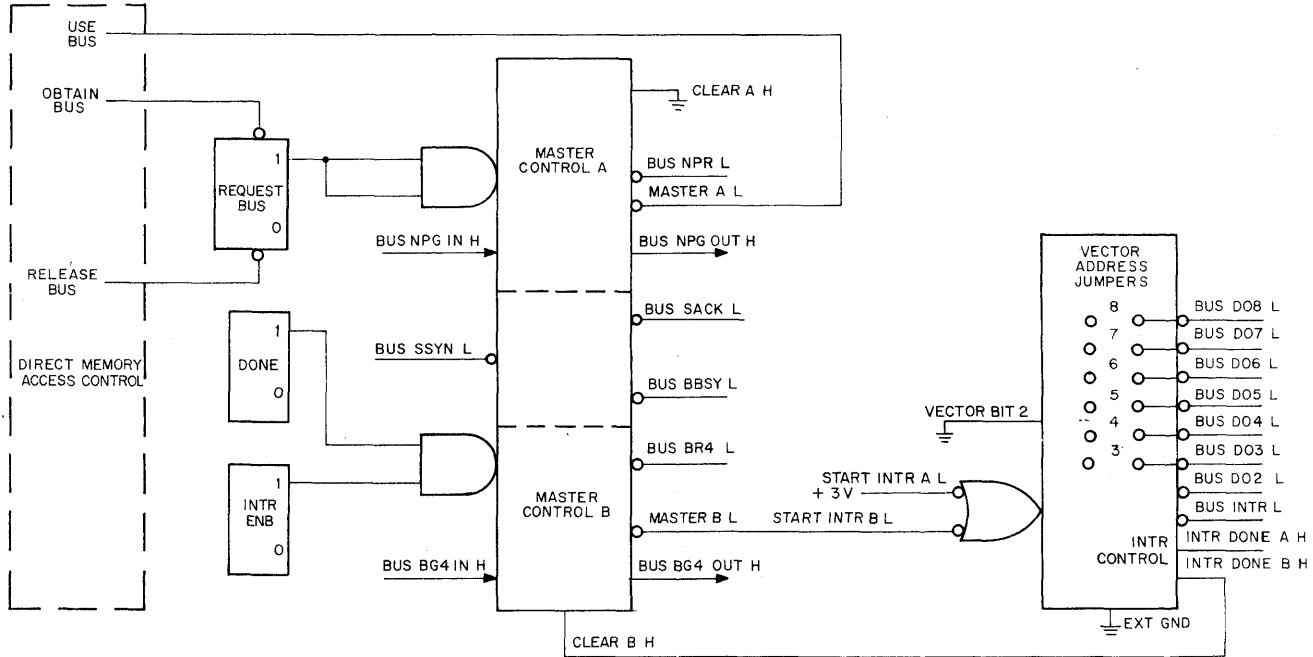 USE
BUS
OBTAIN
BUS
RELEASE
BUS
DIRECT MEMORY
ACCESS CONTROL
1
REQUEST
BUS
0
1
DONE
0
1
INTR
ENB
0
BUS NPG IN H
BUS SSYN L
BUS BG4 IN H
MASTER
CONTROL A
MASTER
CONTROL B
CLEAR A H
BUS NPR L
MASTER A L
BUS NPG OUT H
BUS SACK L
BUS BBSY L
BUS BR4 L
MASTER B L
BUS BG4 OUT H
CLEAR B H
START INTR A L
+ 3V
START INTR B L
VECTOR BIT 2
VECTOR
ADDRESS
JUMPERS
8
7
6
5
4
3
INTR
CONTROL
BUS D08 L
BUS D07 L
BUS D06 L
BUS D05 L
BUS D04 L
BUS D03 L
BUS D02 L
BUS INTR L
INTR DONE A H
INTR DONE B H
EXT GND